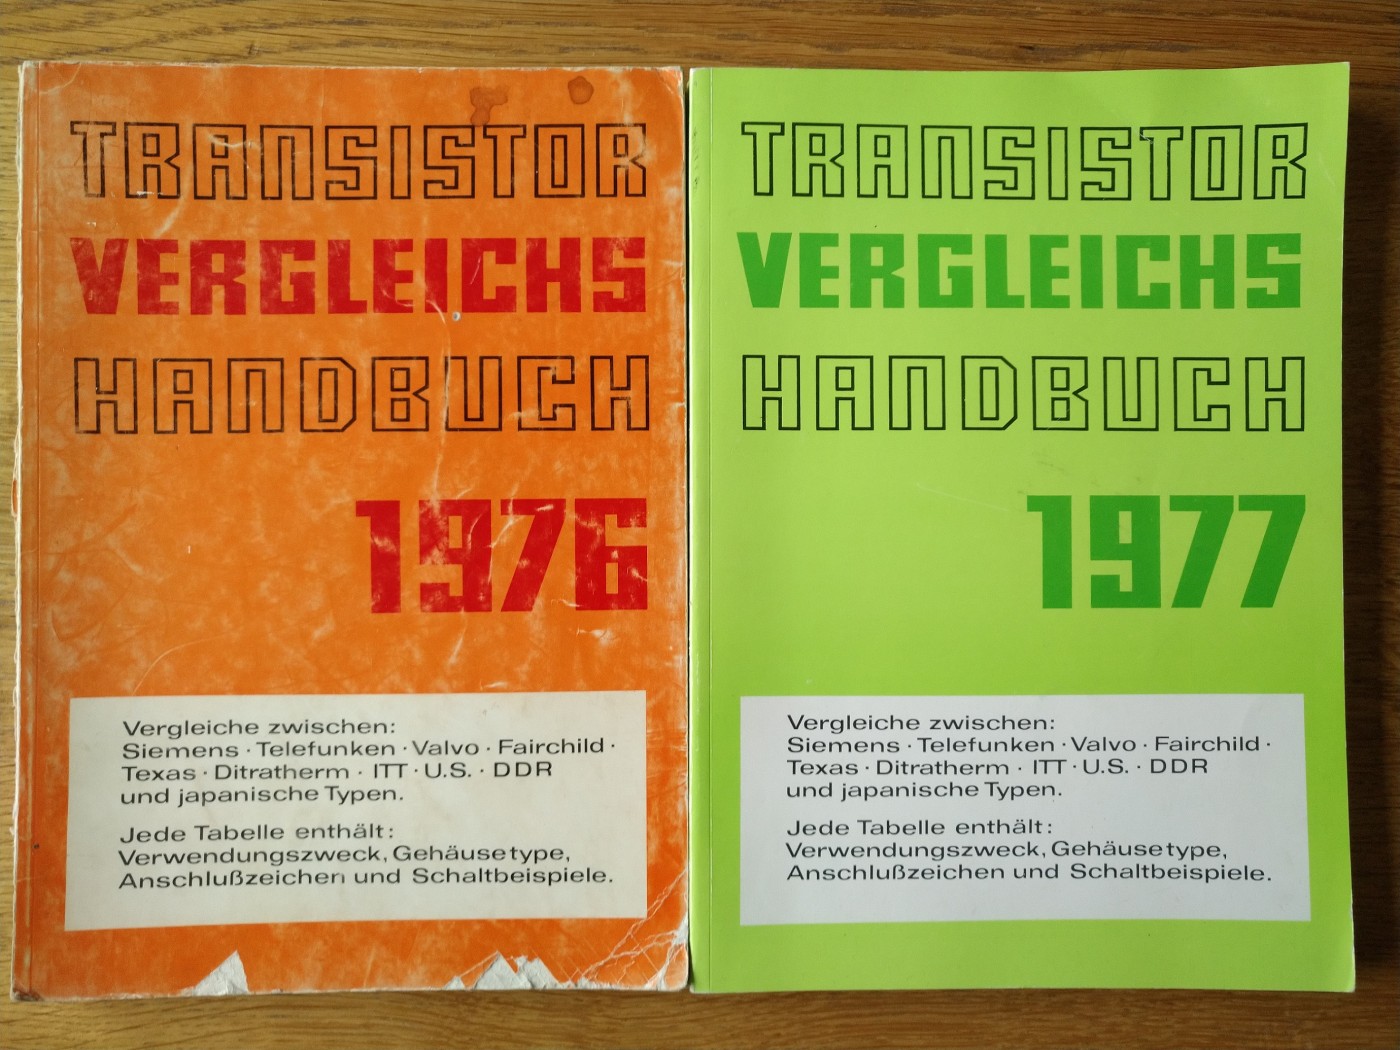 TRANSISTOR
VERGLEICHS
HANDBUCH
1976
Vergleiche zwischen:
Siemens · Telefunken · Valvo · Fairchild ·
Texas · Ditratherm · ITT · U.S. · DDR
und japanische Typen.
Jede Tabelle enthält:
Verwendungszweck, Gehäusetype,
Anschlußzeichen und Schaltbeispiele.
TRANSISTOR
VERGLEICHS
HANDBUCH
1977
Vergleiche zwischen:
Siemens · Telefunken · Valvo · Fairchild ·
Texas · Ditratherm · ITT · U.S. · DDR
und japanische Typen.
Jede Tabelle enthält:
Verwendungszweck, Gehäusetype,
Anschlußzeichen und Schaltbeispiele.